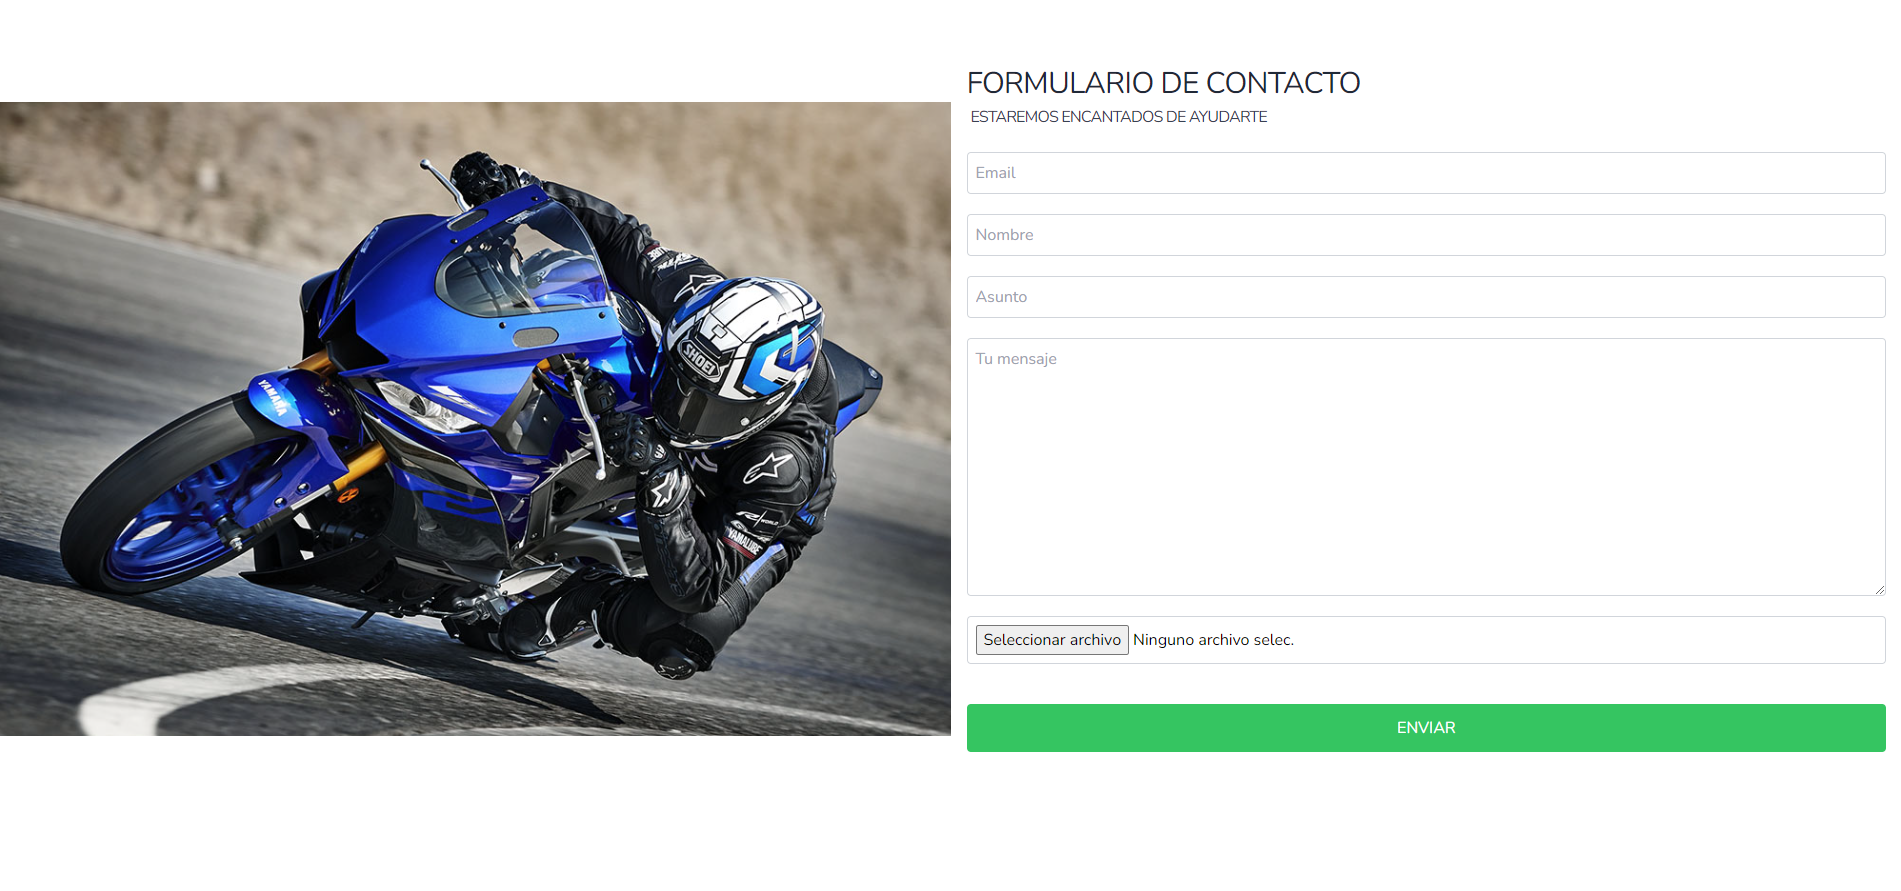 FORMULARIO DE CONTACTO
ESTAREMOS ENCANTADOS DE AYUDARTE
Email
Nombre
Asunto
Tu mensaje
Seleccionar archivo Ninguno archivo selec.
ENVIAR
SHOEI
YAMAHA
R/WORLD
YAMALUBE